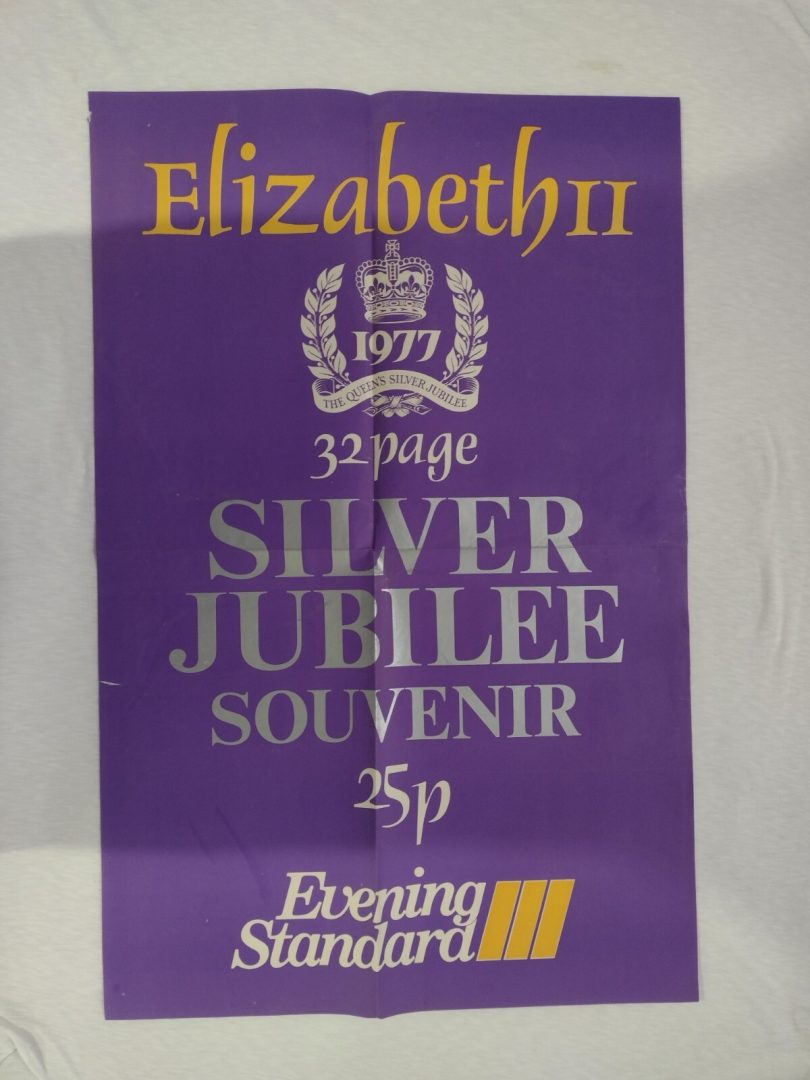 Elizabeth II
1977
THE QUEEN'S SILVER JUBILEE
32 page
SILVER
JUBILEE
SOUVENIR
25p
Evening
Standard